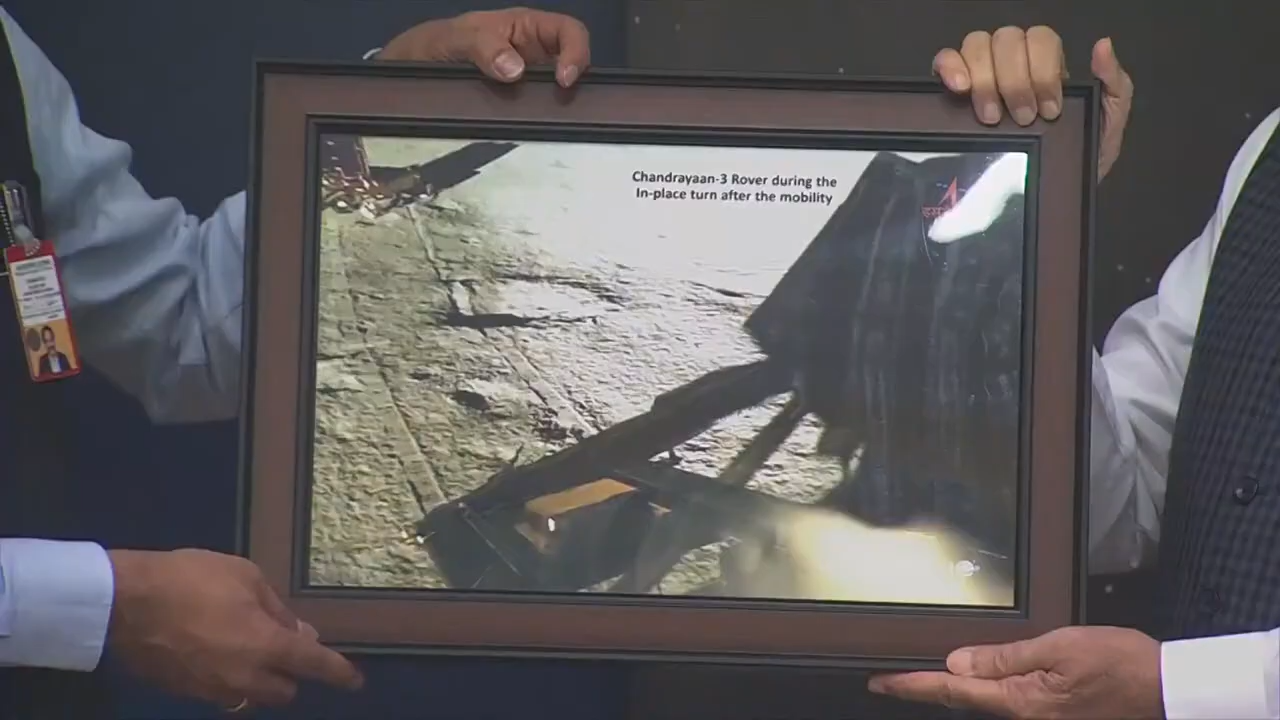 Chandrayaan-3 Rover during the
In-place turn after the mobility